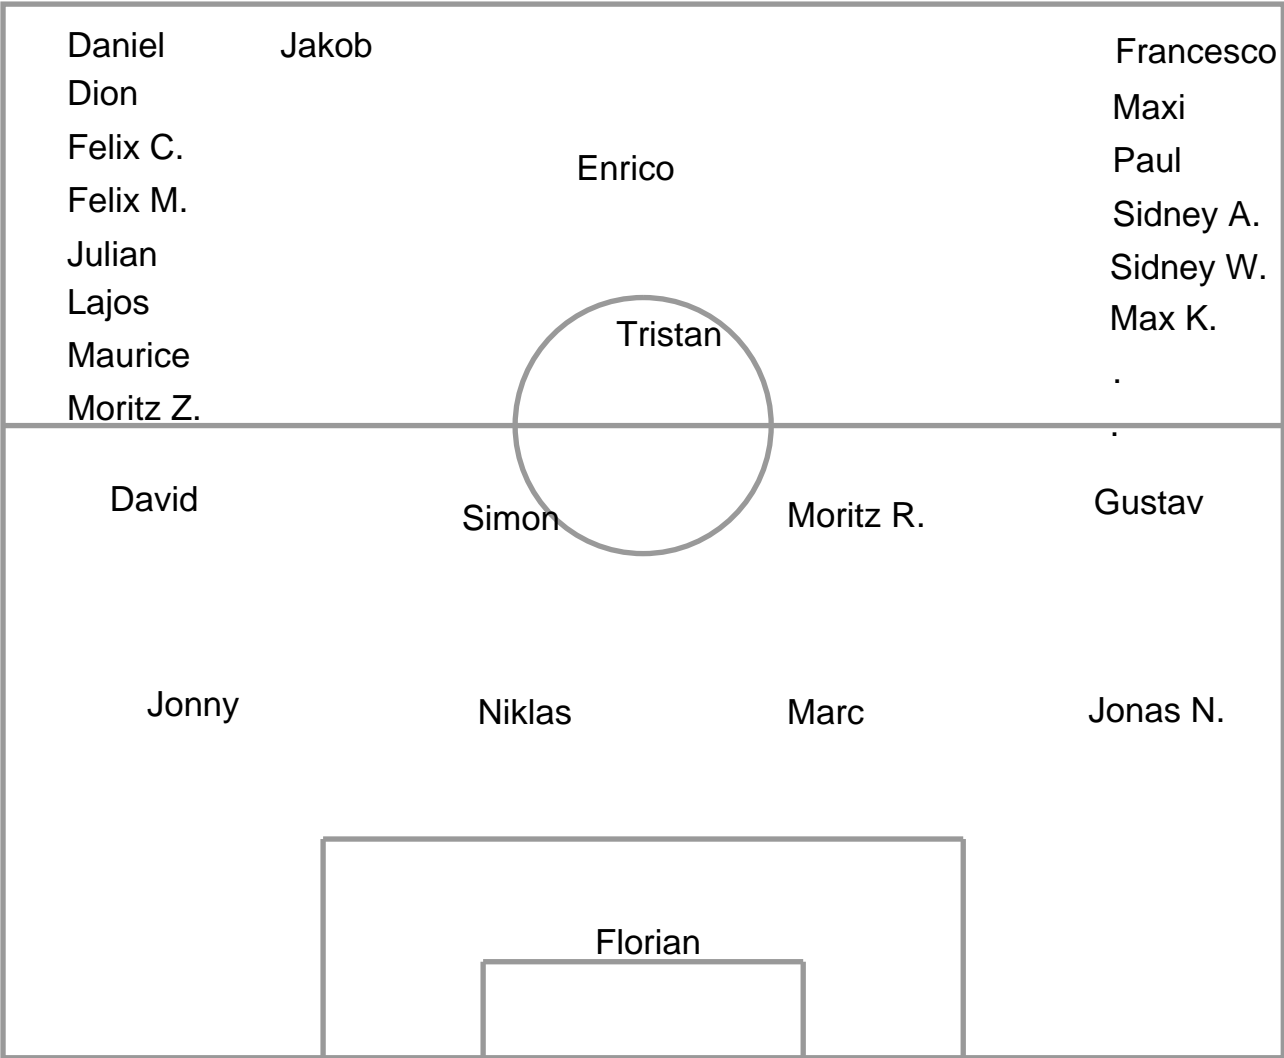 Daniel
Dion
Felix C.
Felix M.
Julian
Lajos
Maurice
Moritz Z.
Jakob
Enrico
Tristan
Francesco
Maxi
Paul
Sidney A.
Sidney W.
Max K.
.
.
David
Simon
Moritz R.
Gustav
Jonny
Niklas
Marc
Jonas N.
Florian